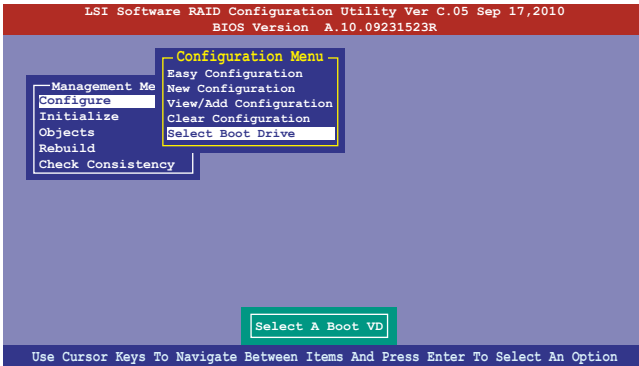 LSI Software RAID Configuration Utility Ver C.05 Sep 17,2010
BIOS Version A.10.09231523R
Configuration Menu
Easy Configuration
New Configuration
View/Add Configuration
Clear Configuration
Select Boot Drive
Management Me
Configure
Initialize
Objects
Rebuild
Check Consistency
Select A Boot VD
Use Cursor Keys To Navigate Between Items And Press Enter To Select An Option